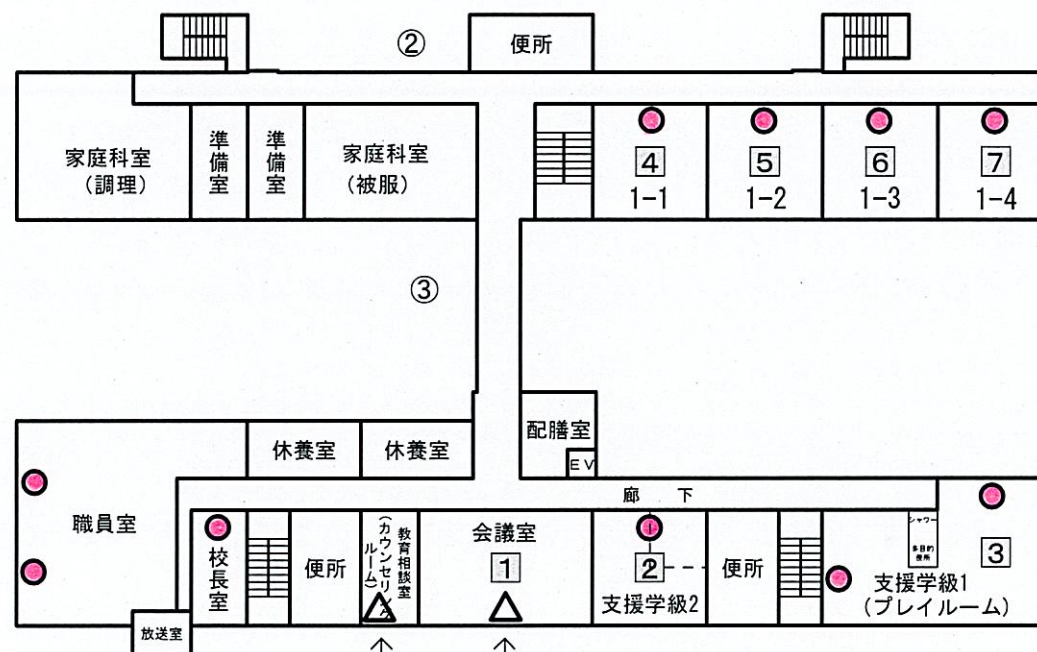 ②
便所
家庭科室
(調理)
準備室
準備室
家庭科室
(被服)
4
1-1
5
1-2
6
1-3
7
1-4
③
配膳室
EV
休養室
休養室
廊 下
職員室
校長室
便所
教育相談室
(カウンセリングルーム)
会議室
1
2
支援学級2
便所
シャワー
多目的
便所
3
支援学級1
(プレイルーム)
放送室